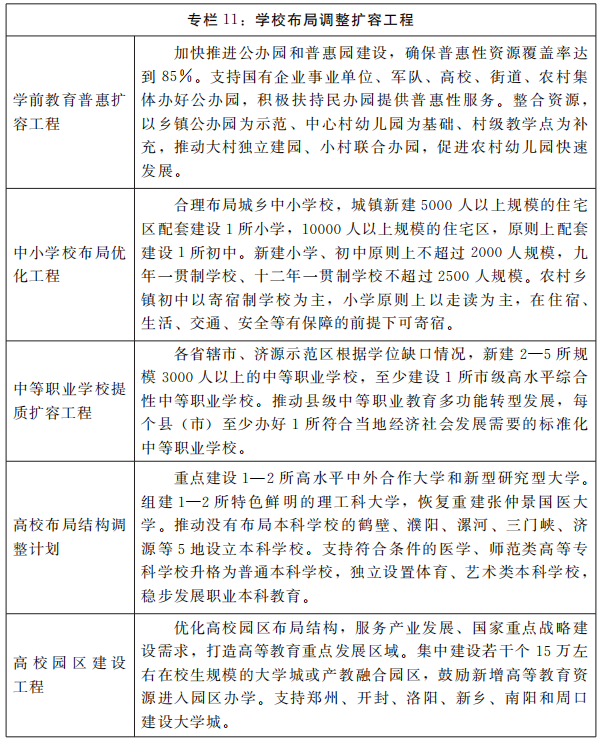 专栏 11：学校布局调整扩容工程
学前教育普惠扩
容工程
加快推进公办园和普惠园建设，确保普惠性资源覆盖率达
到 85%。支持国有企业事业单位、军队、高校、街道、农村集
体办好公办园，积极扶持民办园提供普惠性服务。整合资源，
以乡镇公办园为示范、中心村幼儿园为基础、村级教学点为补
充，推动大村独立建园、小村联合办园，促进农村幼儿园快速
发展。
中小学校布局优
化工程
合理布局城乡中小学校，城镇新建 5000 人以上规模的住宅
区配套建设 1 所小学，10000 人以上规模的住宅区，原则上配套
建设 1 所初中。新建小学、初中原则上不超过 2000 人规模，九
年一贯制学校、十二年一贯制学校不超过 2500 人规模。农村乡
镇初中以寄宿制学校为主，小学原则上以走读为主，在住宿、
生活、交通、安全等有保障的前提下可寄宿。
中等职业学校提
质扩容工程
各省辖市、济源示范区根据学位缺口情况，新建 2—5 所规
模 3000 人以上的中等职业学校，至少建设 1 所市级高水平综合
性中等职业学校。推动县级中等职业教育多功能转型发展，每
个县（市）至少办好 1 所符合当地经济社会发展需要的标准化
中等职业学校。
高校布局结构调
整计划
重点建设 1—2 所高水平中外合作大学和新型研究型大学。
组建 1—2 所特色鲜明的理工科大学，恢复重建张仲景国医大
学。推动没有布局本科学校的鹤壁、濮阳、漯河、三门峡、济
源等 5 地设立本科学校。支持符合条件的医学、师范类高等专
科学校升格为普通本科学校，独立设置体育、艺术类本科学校，
稳步发展职业本科教育。
高校园区建设
工程
优化高校园区布局结构，服务产业发展、国家重点战略建
设需求，打造高等教育重点发展区域。集中建设若干个 15 万左
右在校生规模的大学城或产教融合园区，鼓励新增高等教育资
源进入园区办学。支持郑州、开封、洛阳、新乡、南阳和周口
建设大学城。